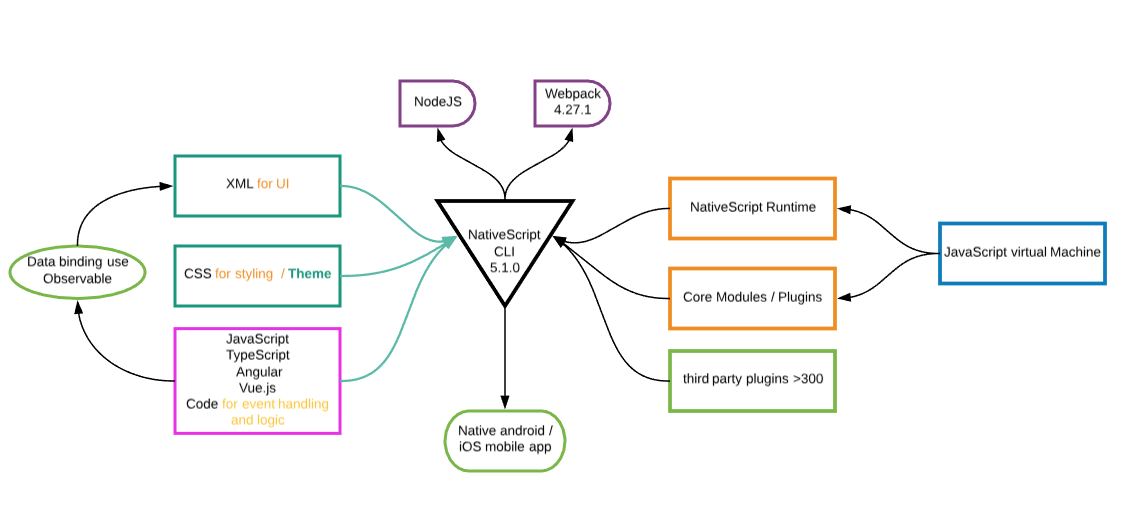 NodeJS
Webpack
4.27.1
XML for UI
NativeScript Runtime
NativeScript
CLI
5.1.0
JavaScript virtual Machine
Data binding use
Observable
CSS for styling / Theme
Core Modules / Plugins
JavaScript
TypeScript
Angular
Vue.js
Code for event handling
and logic
third party plugins >300
Native android /
iOS mobile app